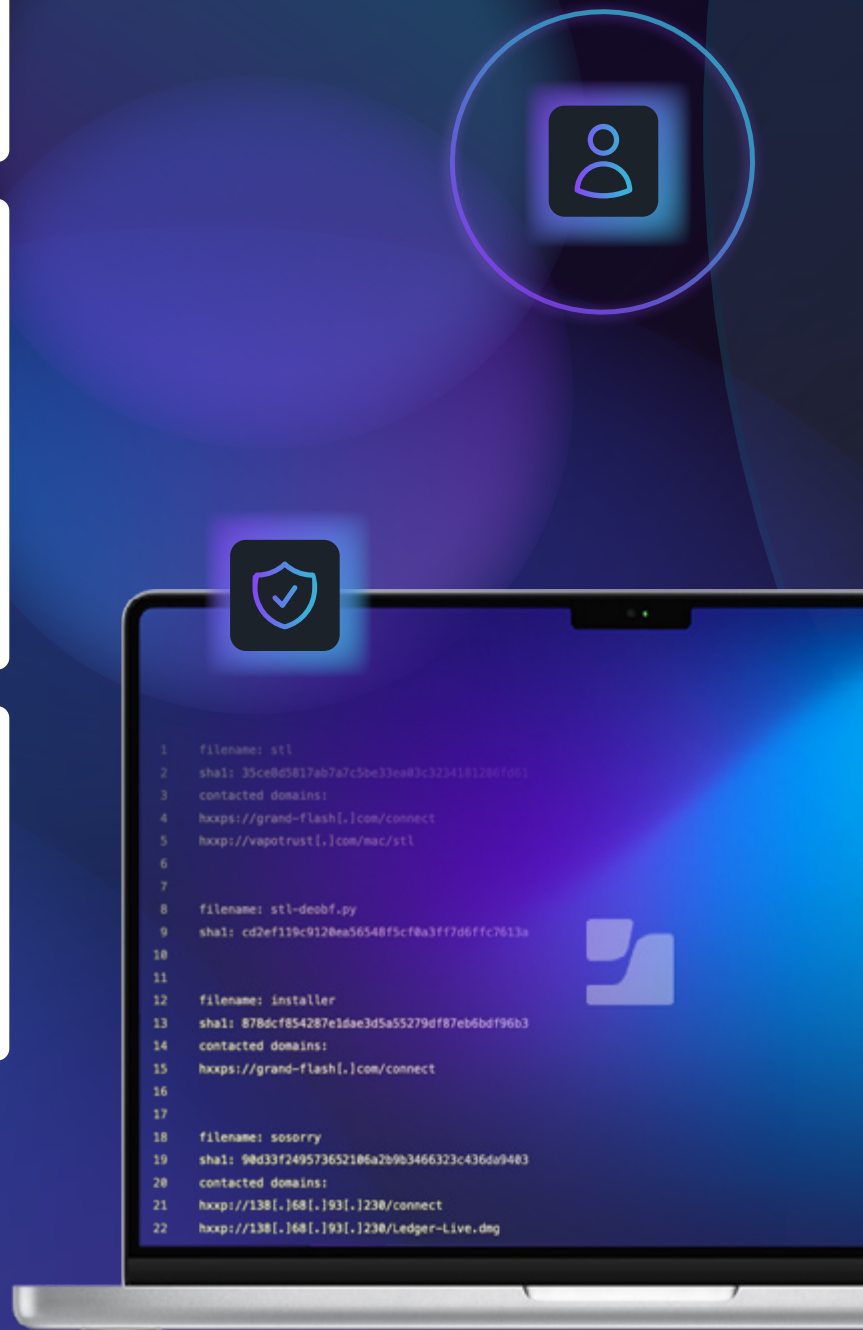 1 filename: stl
2 sha1: 35ce8d5817ab7a7c5be33ea03c3234181280fd61
3 contacted domains:
4 hxxps://grand-flash[.]com/connect
5 hxxp://vapotrust[.]com/mac/stl
6
7
8 filename: stl-deobf.py
9 sha1: cd2ef119c9120ea56548f5cf0a3ff7d6ffc7613a
10
11
12 filename: installer
13 sha1: 878dcf854287e1dae3d5a55279df87eb6bdf96b3
14 contacted domains:
15 hxxps://grand-flash[.]com/connect
16
17
18 filename: sosorry
19 sha1: 90d33f249573652106a2b9b3466323c436da9403
20 contacted domains:
21 hxxp://138[.]68[.]93[.]230/connect
22 hxxp://138[.]68[.]93[.]230/Ledger-Live.dmg